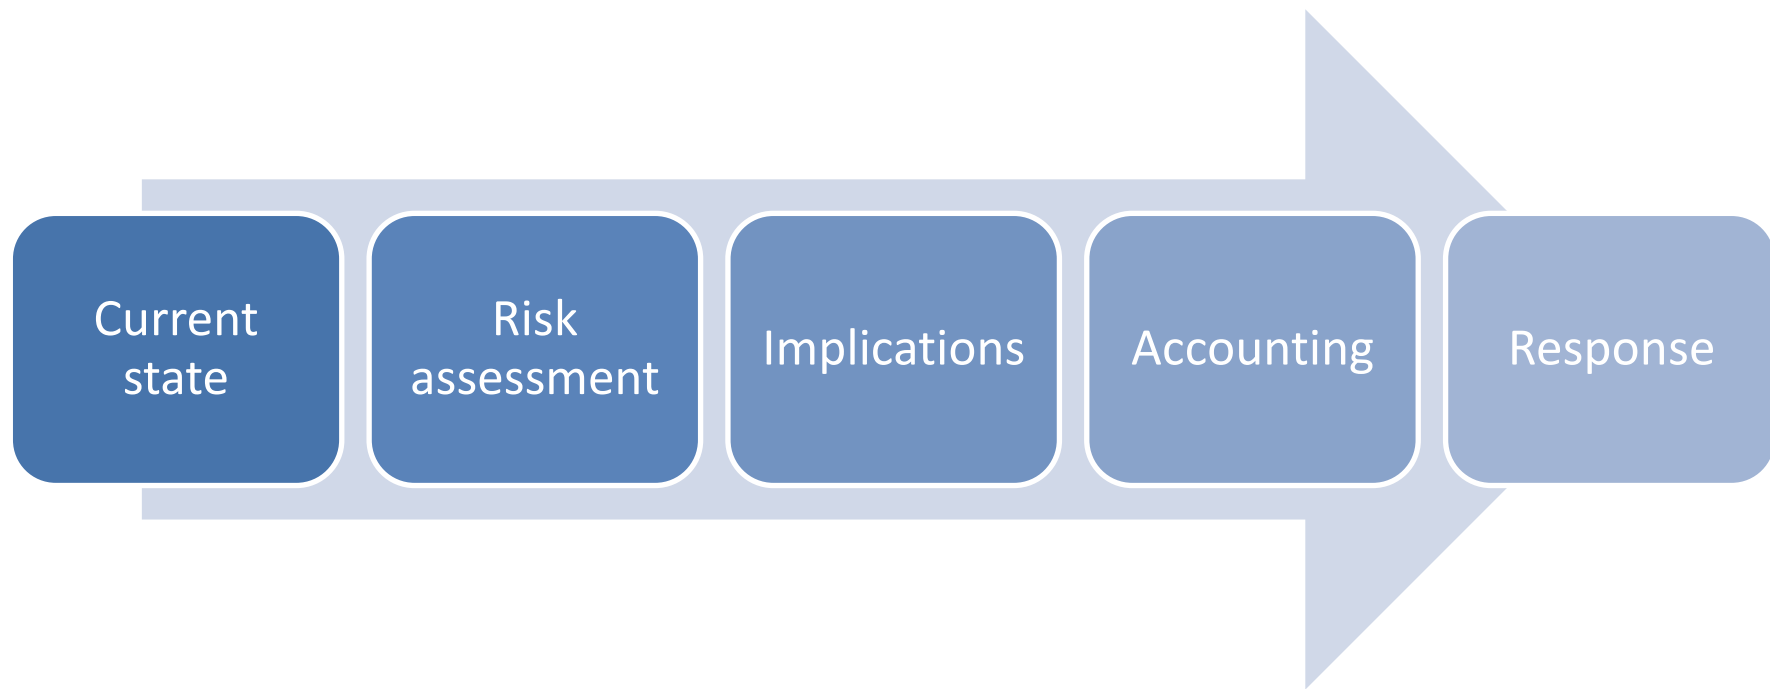 Current
state
Risk
assessment
Implications
Accounting
Response